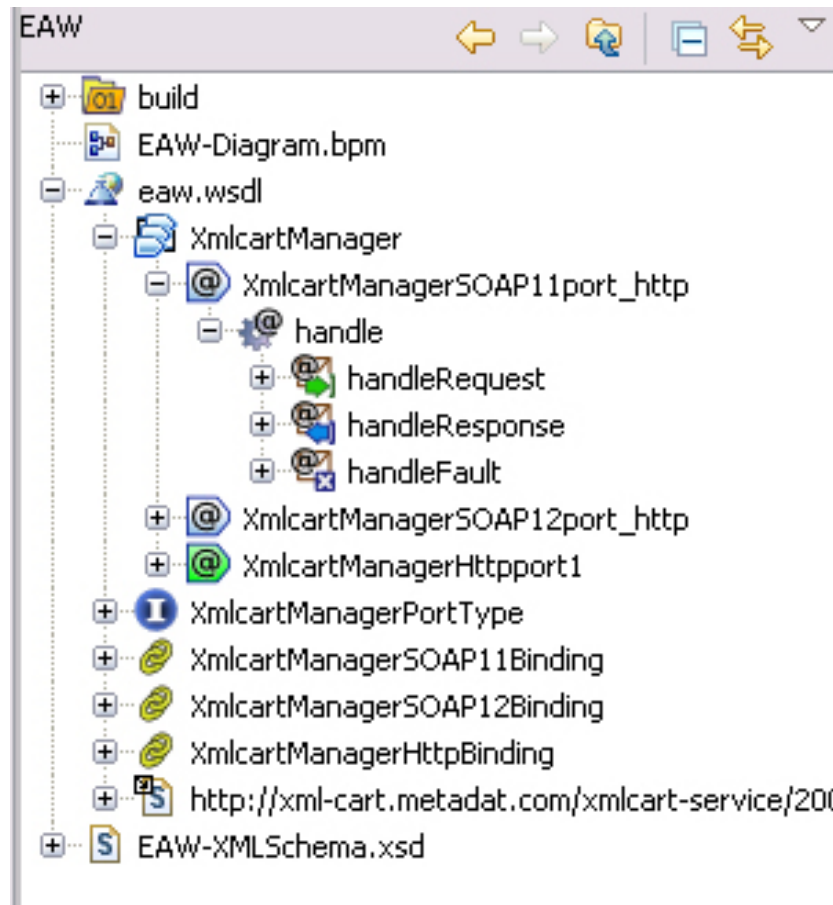 EAW
build
EAW-Diagram.bpm
eaw.wsdl
XmlcartManager
XmlcartManagerSOAP11port_http
handle
handleRequest
handleResponse
handleFault
XmlcartManagerSOAP12port_http
XmlcartManagerHttpport1
XmlcartManagerPortType
XmlcartManagerSOAP11Binding
XmlcartManagerSOAP12Binding
XmlcartManagerHttpBinding
http://xml-cart.metadat.com/xmlcart-service/200
EAW-XMLSchema.xsd